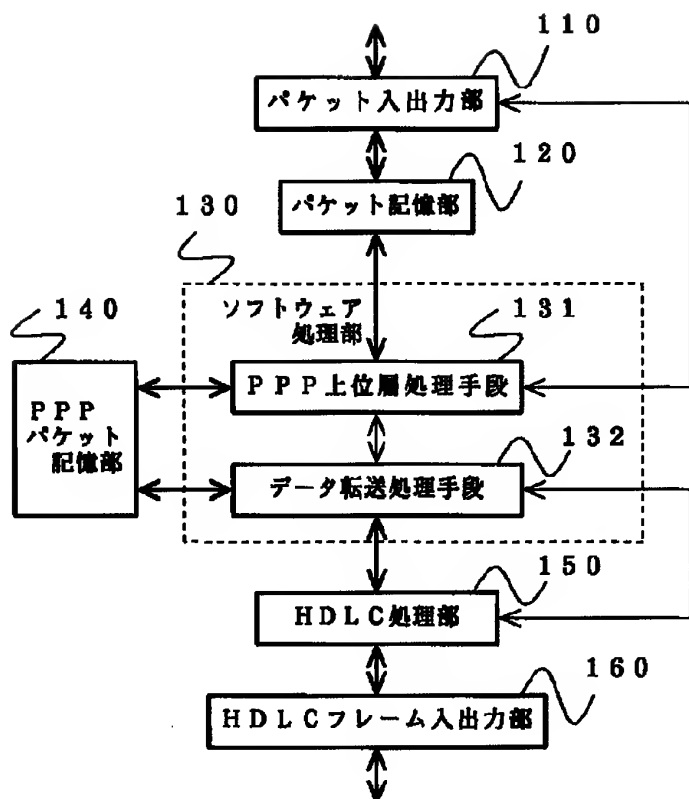 110
パケット入出力部
120
パケット記憶部
130
ソフトウェア
処理部
131
PPP上位層処理手段
140
PPP
パケット
記憶部
132
データ転送処理手段
150
HDLC処理部
160
HDLCフレーム入出力部